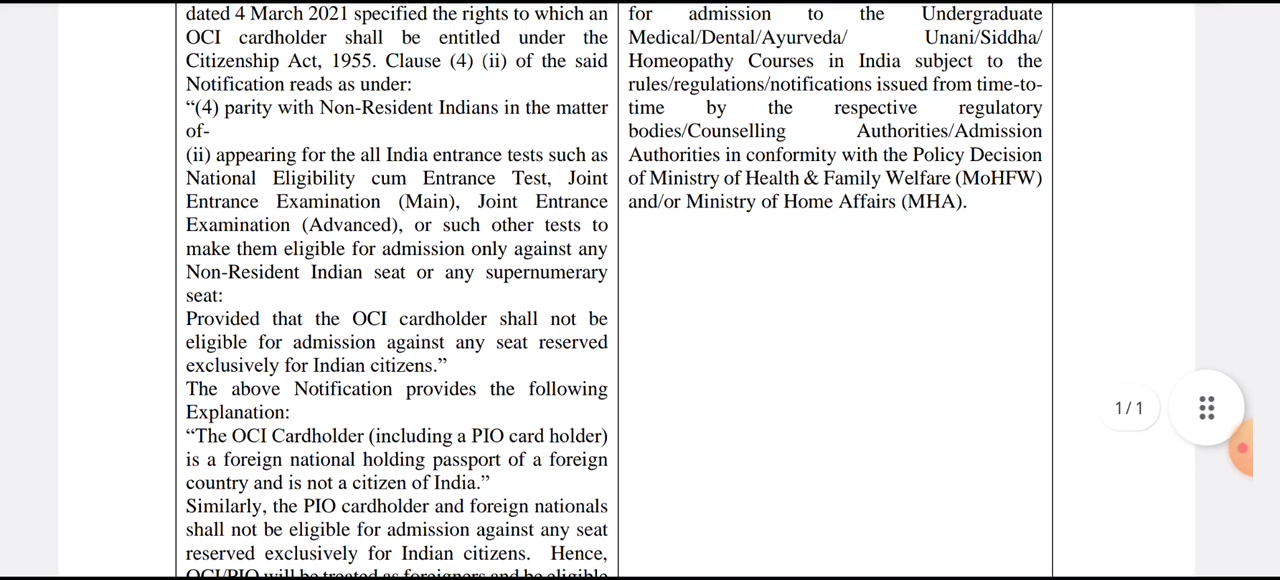 dated 4 March 2021 specified the rights to which an
OCI cardholder shall be entitled under the
Citizenship Act, 1955. Clause (4) (ii) of the said
Notification reads as under:
“(4) parity with Non-Resident Indians in the matter
of-
(ii) appearing for the all India entrance tests such as
National Eligibility cum Entrance Test, Joint
Entrance Examination (Main), Joint Entrance
Examination (Advanced), or such other tests to
make them eligible for admission only against any
Non-Resident Indian seat or any supernumerary
seat:
Provided that the OCI cardholder shall not be
eligible for admission against any seat reserved
exclusively for Indian citizens.”
The above Notification provides the following
Explanation:
“The OCI Cardholder (including a PIO card holder)
is a foreign national holding passport of a foreign
country and is not a citizen of India.”
Similarly, the PIO cardholder and foreign nationals
shall not be eligible for admission against any seat
reserved exclusively for Indian citizens. Hence,
OCI/PIO will be treated as foreigners and be eligible
for admission to the Undergraduate
Medical/Dental/Ayurveda/ Unani/Siddha/
Homeopathy Courses in India subject to the
rules/regulations/notifications issued from time-to-
time by the respective regulatory
bodies/Counselling Authorities/Admission
Authorities in conformity with the Policy Decision
of Ministry of Health & Family Welfare (MoHFW)
and/or Ministry of Home Affairs (MHA).
1/1